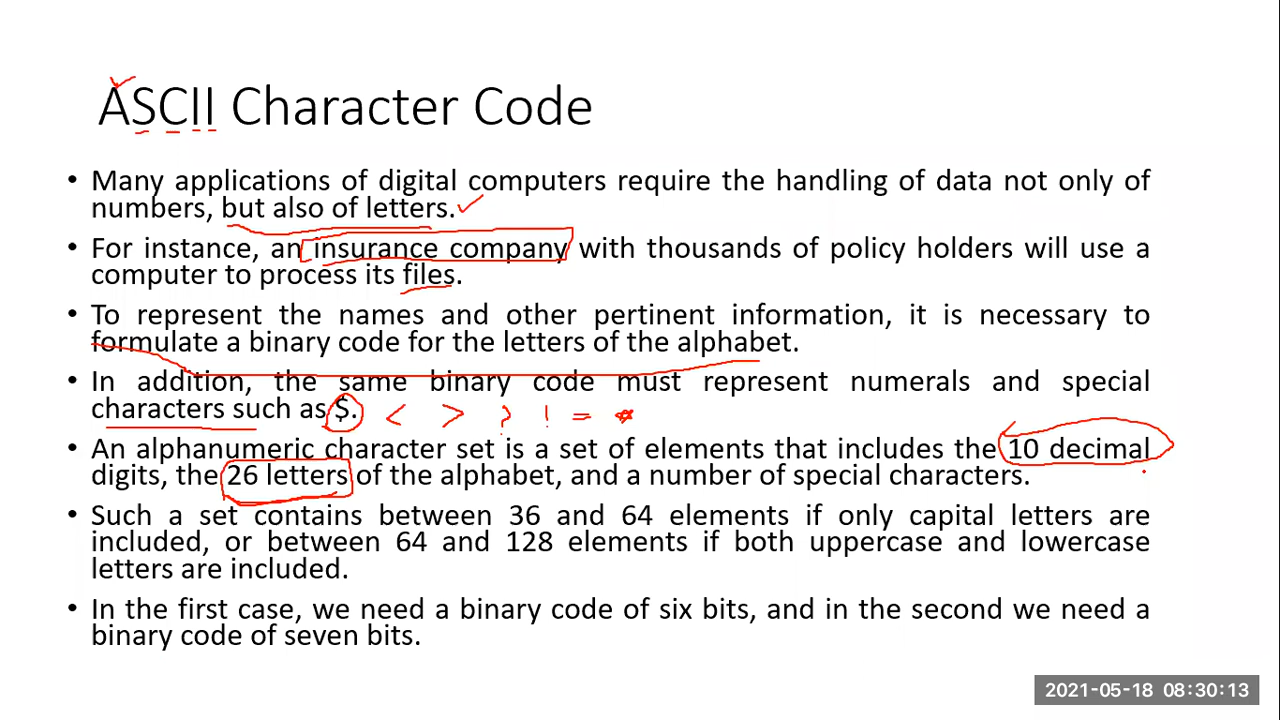 ASCII Character Code
• Many applications of digital computers require the handling of data not only of
numbers, but also of letters.
• For instance, an insurance company with thousands of policy holders will use a
computer to process its files.
• To represent the names and other pertinent information, it is necessary to
formulate a binary code for the letters of the alphabet.
• In addition, the same binary code must represent numerals and special
characters such as $. < > ? ! = *
• An alphanumeric character set is a set of elements that includes the 10 decimal
digits, the 26 letters of the alphabet, and a number of special characters.
• Such a set contains between 36 and 64 elements if only capital letters are
included, or between 64 and 128 elements if both uppercase and lowercase
letters are included.
• In the first case, we need a binary code of six bits, and in the second we need a
binary code of seven bits.
2021-05-18 08:30:13